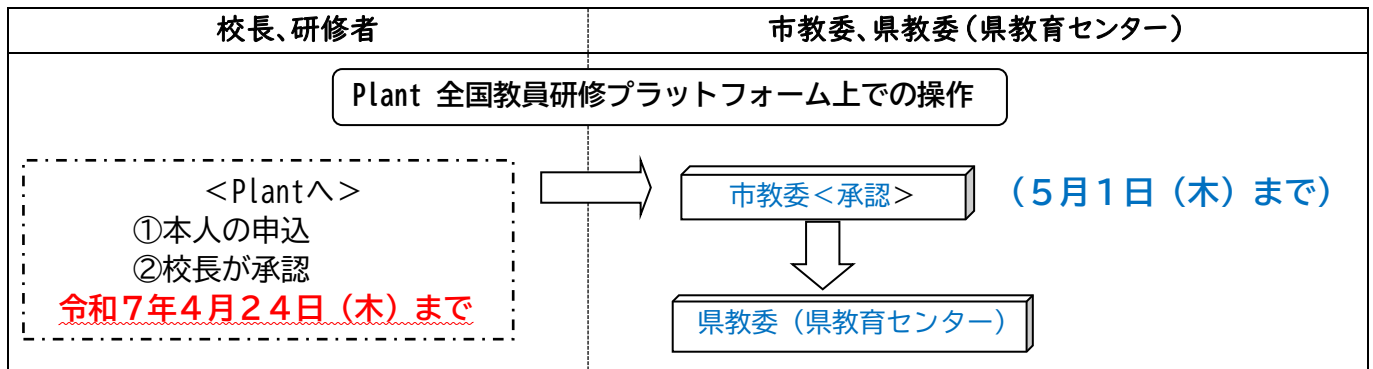 校長、研修者
市教委、県教委(県教育センター)
Plant 全国教員研修プラットフォーム上での操作
<Plantへ>
①本人の申込
②校長が承認
令和7年4月24日(木)まで
市教委<承認>
(5月1日(木)まで)
県教委(県教育センター)